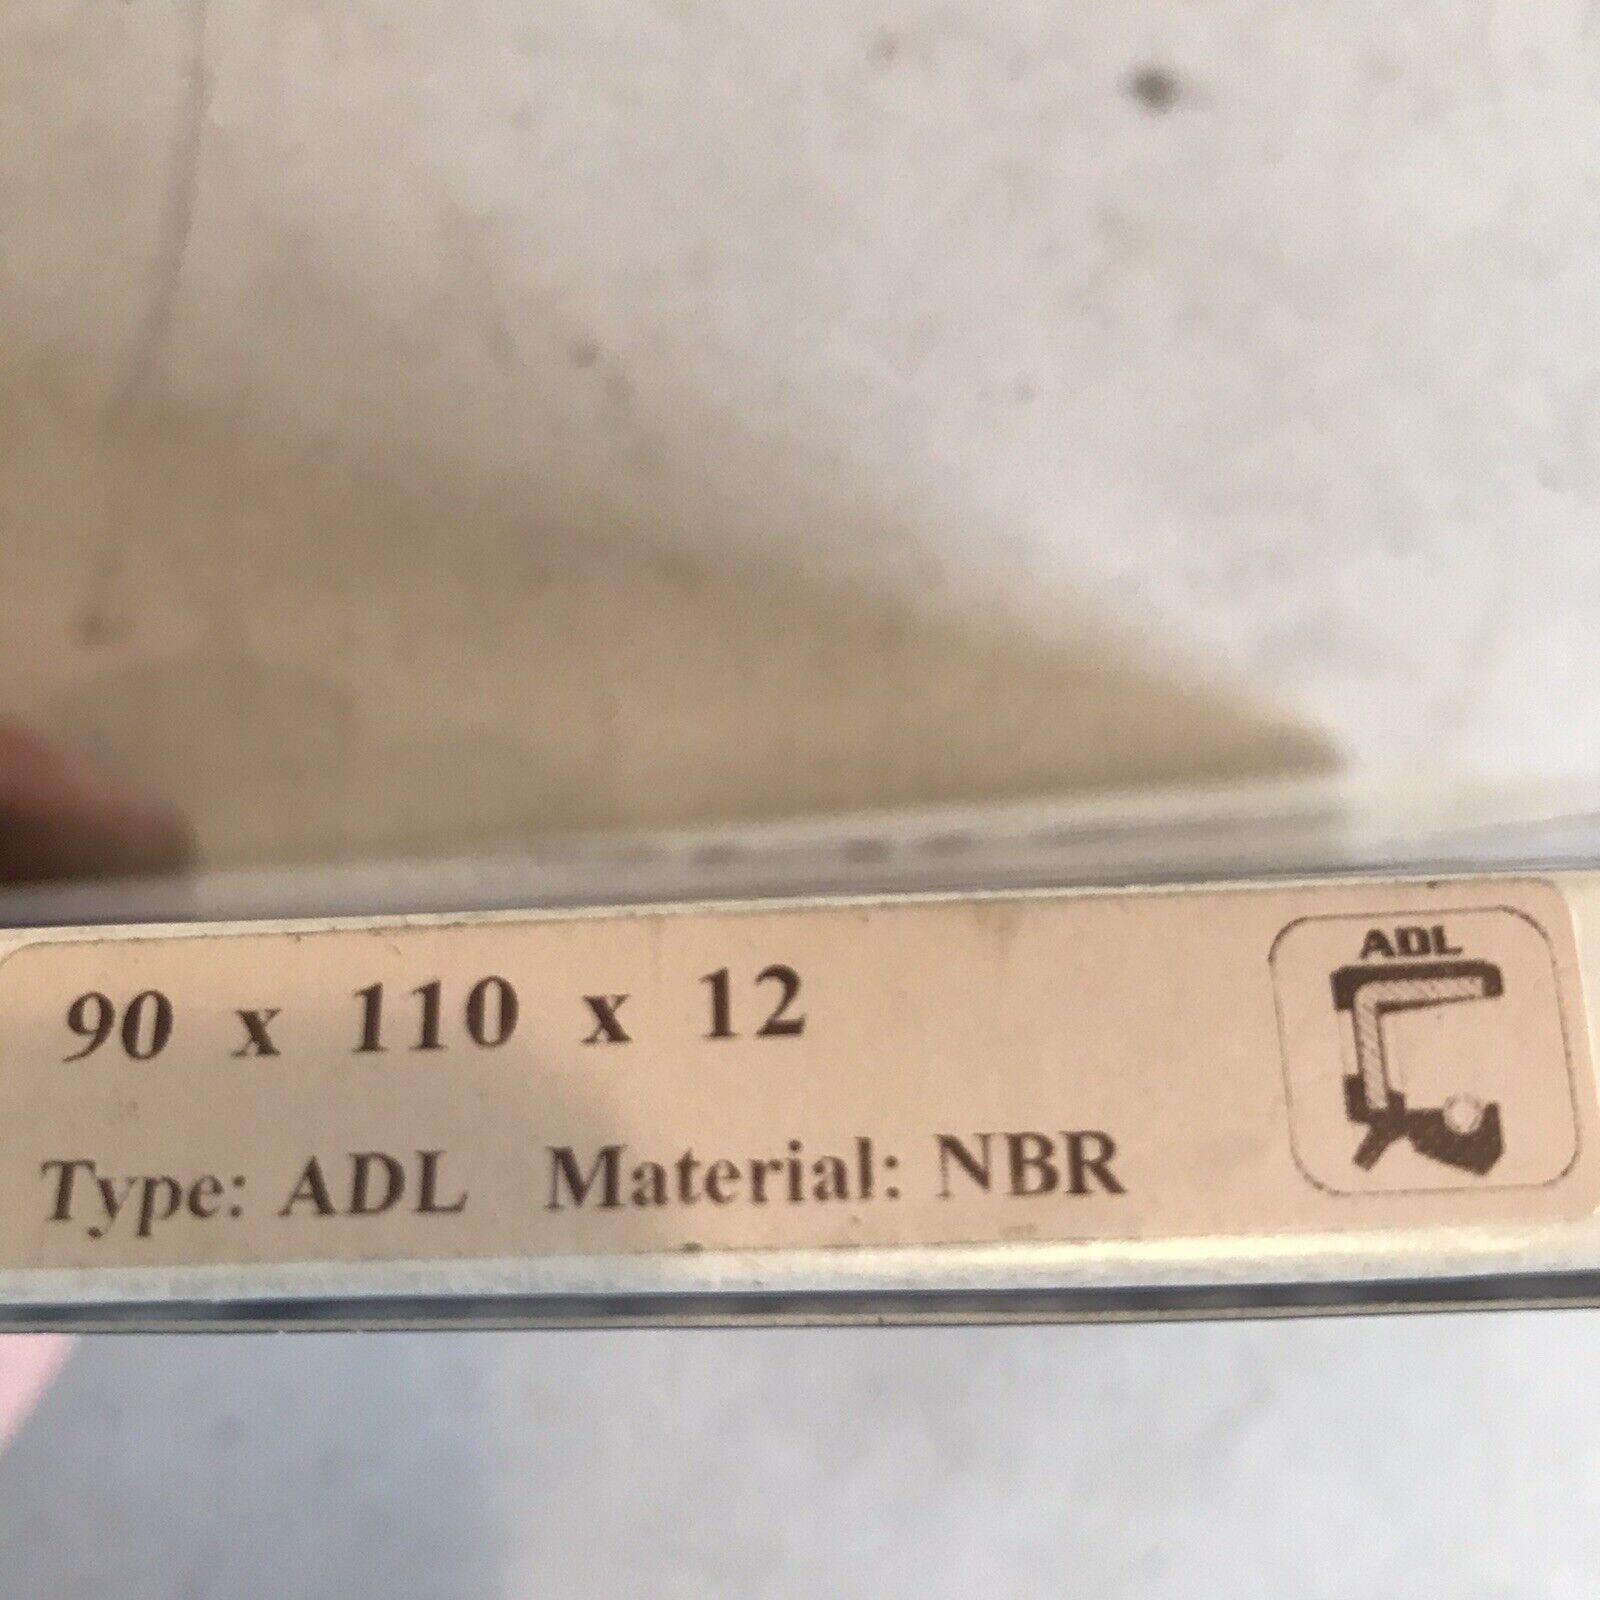 90 x 110 x 12
Type: ADL Material: NBR
ADL